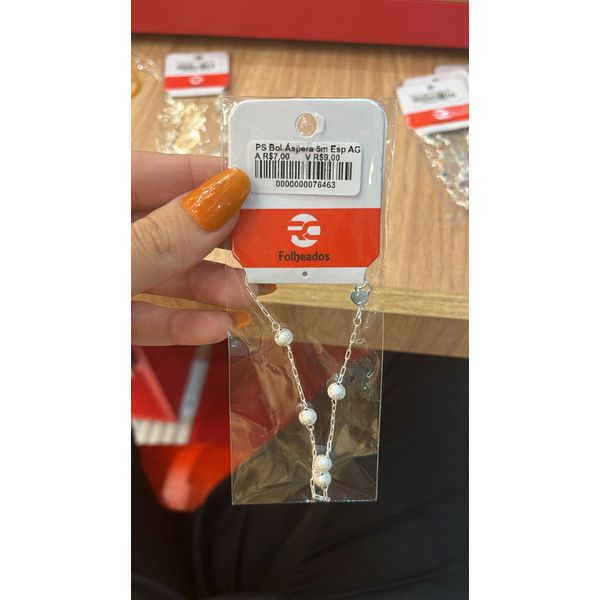 PS Bol Áspera 5m Esp AG
A R$7,00 V R$9,00
0000000076463
Folheados